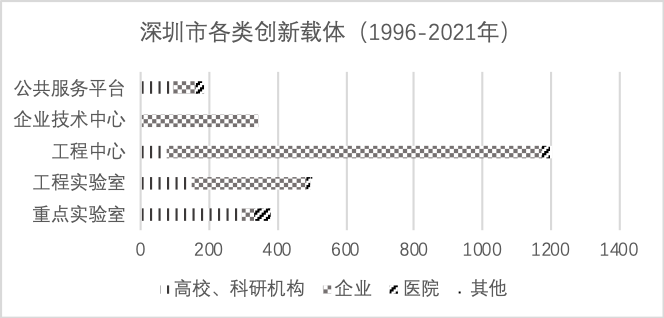 深圳市各类创新载体（1996-2021年）
公共服务平台
企业技术中心
工程中心
工程实验室
重点实验室
0 200 400 600 800 1000 1200 1400
高校、科研机构 企业 医院 其他